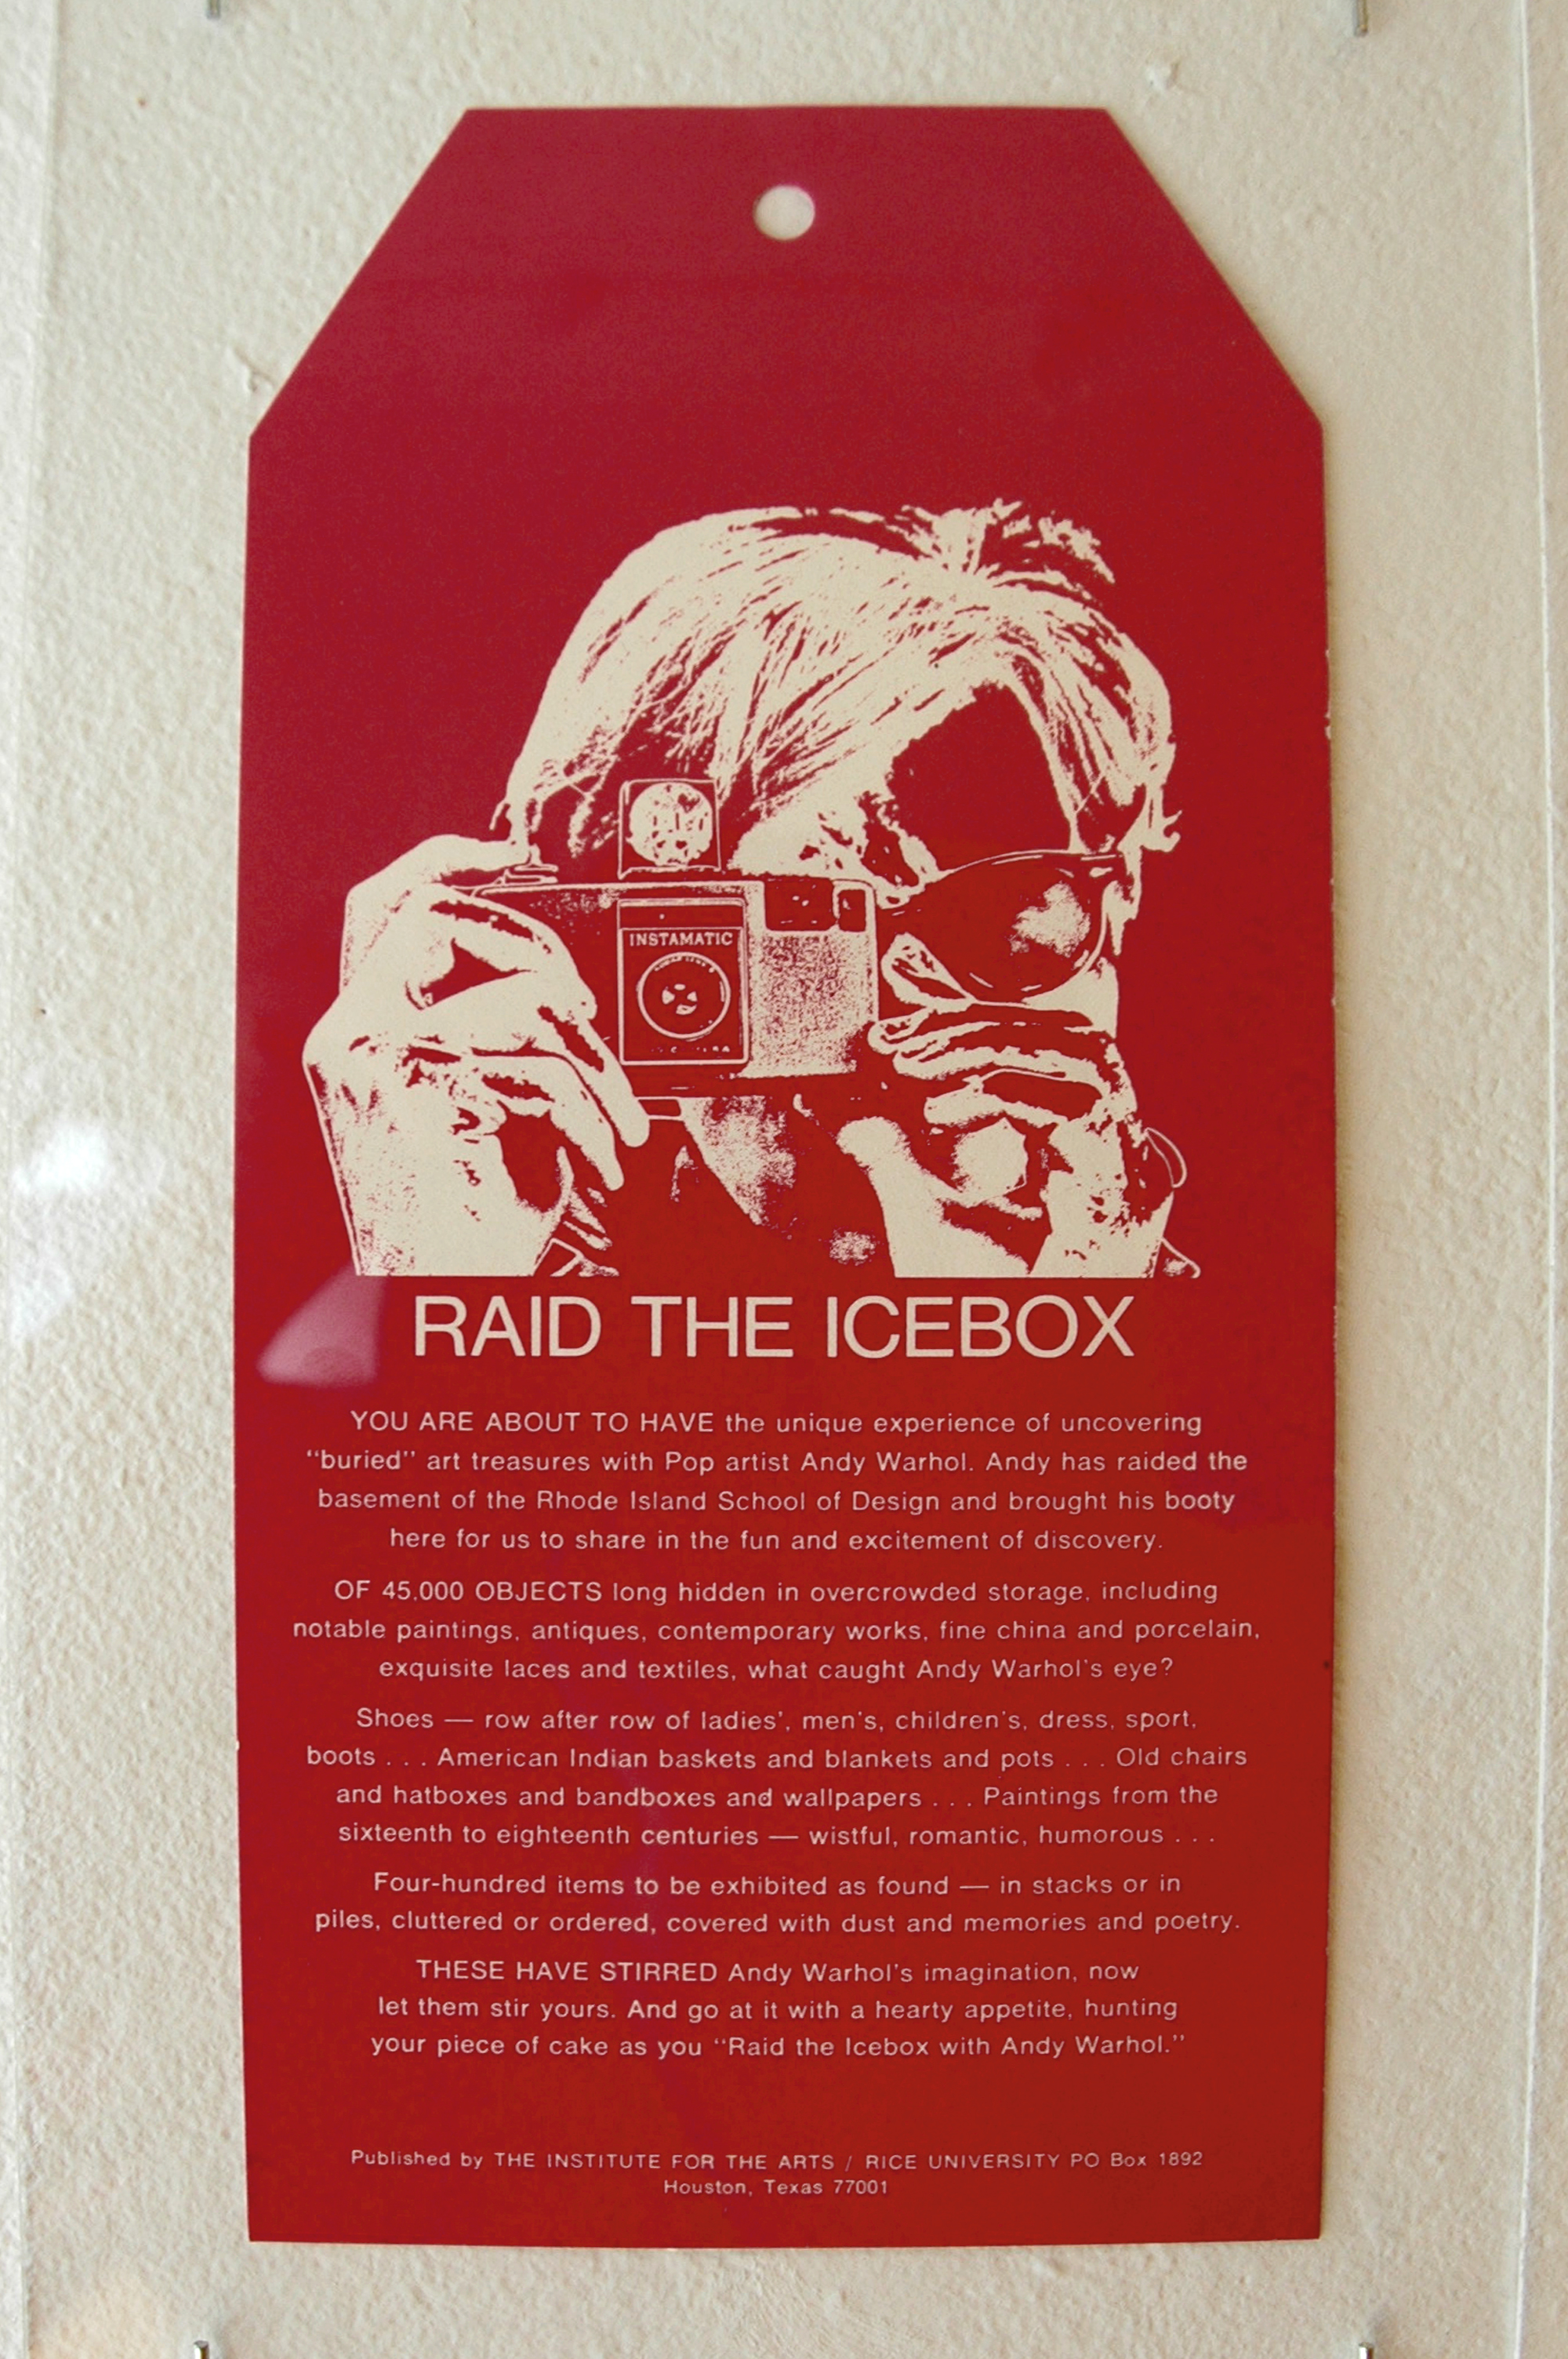 INSTAMATIC
RAID THE ICEBOX
YOU ARE ABOUT TO HAVE the unique experience of uncovering
“buried” art treasures with Pop artist Andy Warhol. Andy has raided the
basement of the Rhode Island School of Design and brought his booty
here for us to share in the fun and excitement of discovery.
OF 45,000 OBJECTS long hidden in overcrowded storage, including
notable paintings, antiques, contemporary works, fine china and porcelain,
exquisite laces and textiles, what caught Andy Warhol's eye?
Shoes — row after row of ladies', men's, children's, dress, sport,
boots . . . American Indian baskets and blankets and pots . . . Old chairs
and hatboxes and bandboxes and wallpapers . . . Paintings from the
sixteenth to eighteenth centuries — wistful, romantic, humorous . . .
Four-hundred items to be exhibited as found — in stacks or in
piles, cluttered or ordered, covered with dust and memories and poetry.
THESE HAVE STIRRED Andy Warhol's imagination, now
let them stir yours. And go at it with a hearty appetite, hunting
your piece of cake as you “Raid the Icebox with Andy Warhol.”
Published by THE INSTITUTE FOR THE ARTS / RICE UNIVERSITY PO Box 1892
Houston, Texas 77001